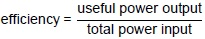 efficiency = useful power output / total power input